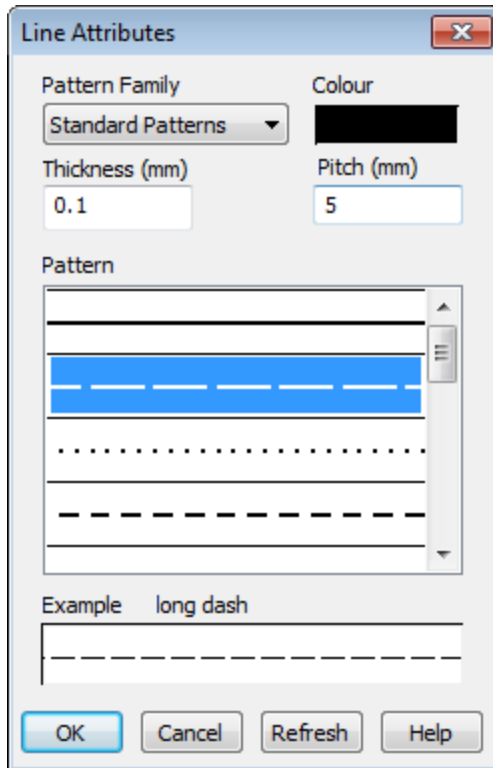 Line Attributes
Pattern Family Colour
Standard Patterns
Thickness (mm) Pitch (mm)
0.1 5
Pattern
Example long dash
OK Cancel Refresh Help